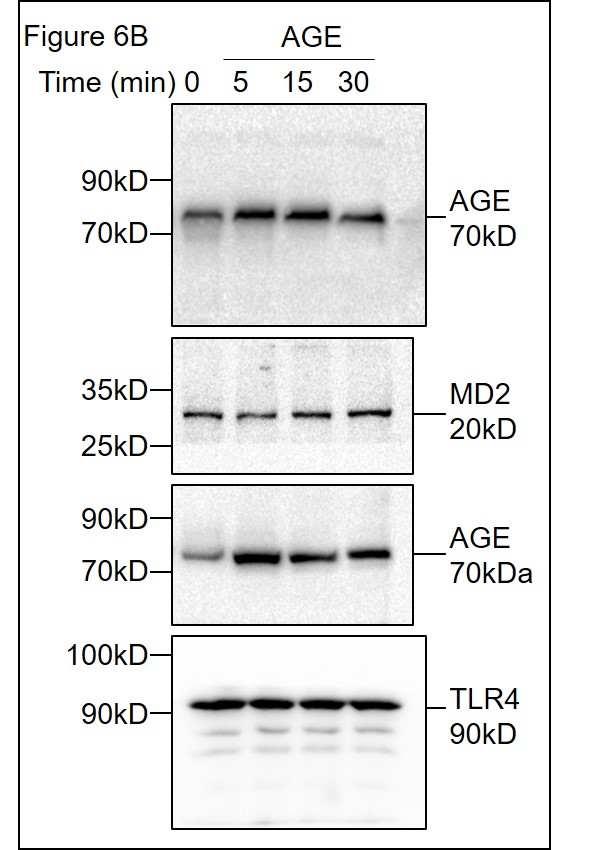 Figure 6B
AGE
Time (min) 0 5 15 30
90kD
70kD
AGE
70kD
35kD
25kD
MD2
20kD
90kD
70kD
AGE
70kDa
100kD
90kD
TLR4
90kD